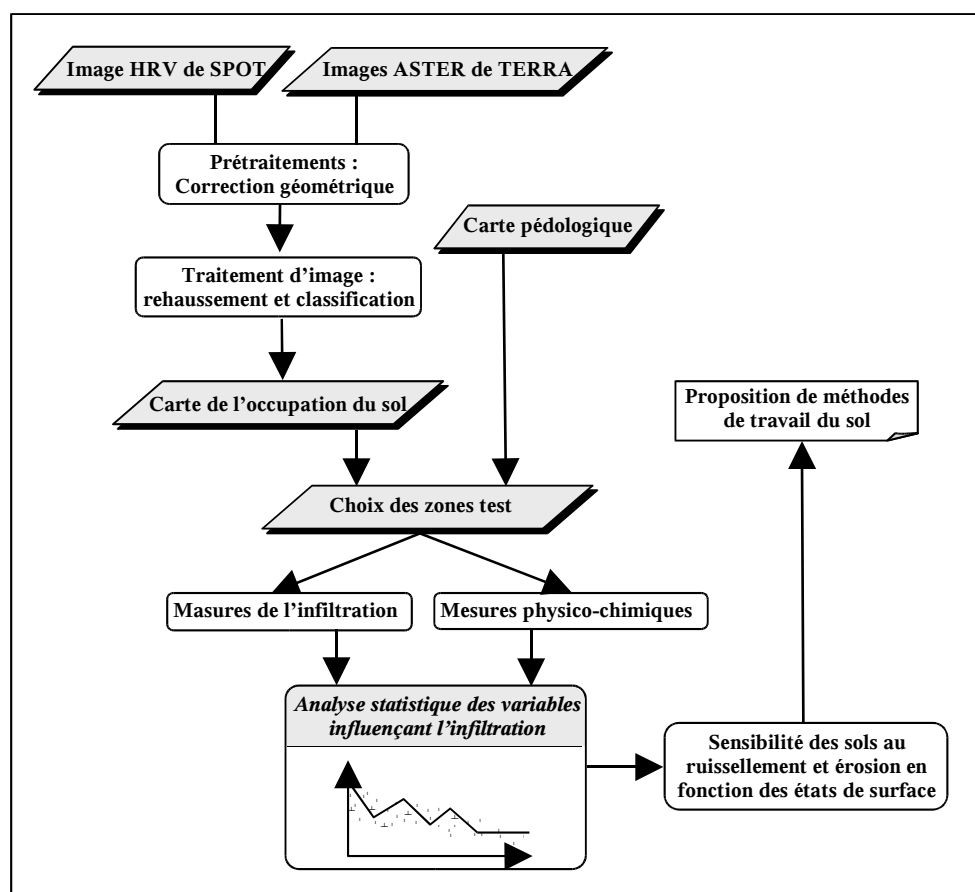 Image HRV de SPOT
Images ASTER de TERRA
Prétraitements :
Correction géométrique
Carte pédologique
Traitement d’image :
rehaussement et classification
Carte de l’occupation du sol
Proposition de méthodes
de travail du sol
Choix des zones test
Masures de l’infiltration
Mesures physico-chimiques
Analyse statistique des variables
influençant l’infiltration
Sensibilité des sols au
ruissellement et érosion en
fonction des états de surface